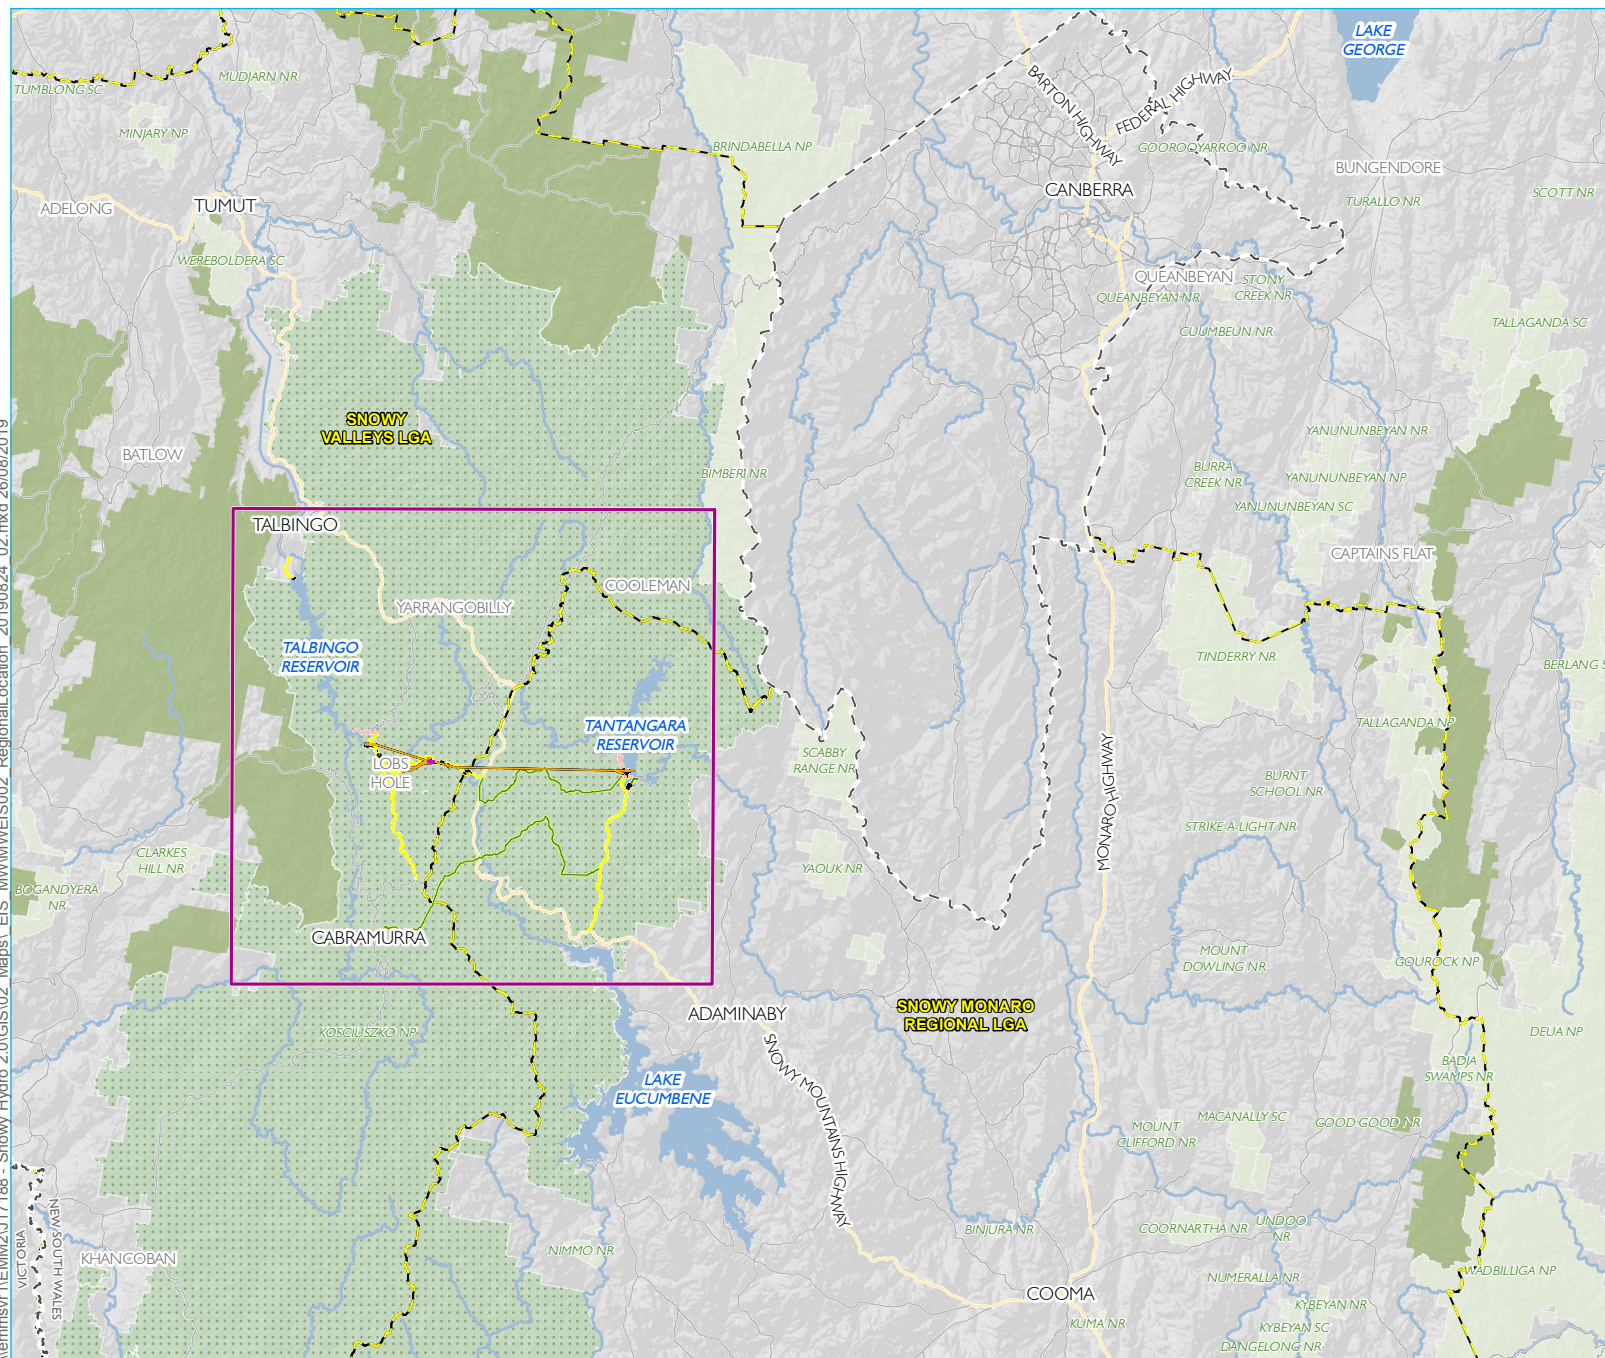 LAKE
GEORGE
MUDJARN NR
TUMBLONG SC
MINJARY NP
BRINDABELLA NP
BARTON HIGHWAY
FEDERAL HIGHWAY
GOOROOYARROO NR
BUNGENDORE
CANBERRA
TURALLO NR
SCOTT NR
ADELONG
TUMUT
WEREBOLDERA SC
QUEANBEYAN
STONY
CREEK NR
QUEANBEYAN NR
CUUMBEUN NR
TALLAGANDA SC
SNOWY
VALLEYS LGA
BATLOW
YANUNUNBEYAN NR
BIMBERI NR
BURRA
CREEK NR
YANUNUNBEYAN NP
YANUNUNBEYAN SC
TALBINGO
CAPTAINS FLAT
COOLEMAN
YARRANGOBILLY
TALBINGO
RESERVOIR
TINDERRY NR
BERLANG S
TANTANGARA
RESERVOIR
TALLAGANDA NP
SCABBY
RANGE NR
LOBS
HOLE
BURNT
SCHOOL NR
MONARO HIGHWAY
STRIKE-A-LIGHT NR
CLARKES
HILL NR
YAOUK NR
BOGANDYERA
NR
CABRAMURRA
MOUNT
DOWLING NR
GOUROCK NP
ADAMINABY
SNOWY MONARO
REGIONAL LGA
KOSCIUSZKO NP
DEUA NP
SNOWY MOUNTAINS HIGHWAY
BADJA
SWAMPS NR
LAKE
EUCUMBENE
MACANALLY SC
MOUNT
CLIFFORD NR
GOOD GOOD NR
BINJURA NR
COORNARTHA NR
UNDOO
NR
VICTORIA
NEW SOUTH WALES
KHANCOBAN
NIMMO NR
WADBILLIGA NP
NUMERALLA NR
COOMA
KYBEYAN NR
KUMA NR
KYBEYAN SC
DANGELONG NR